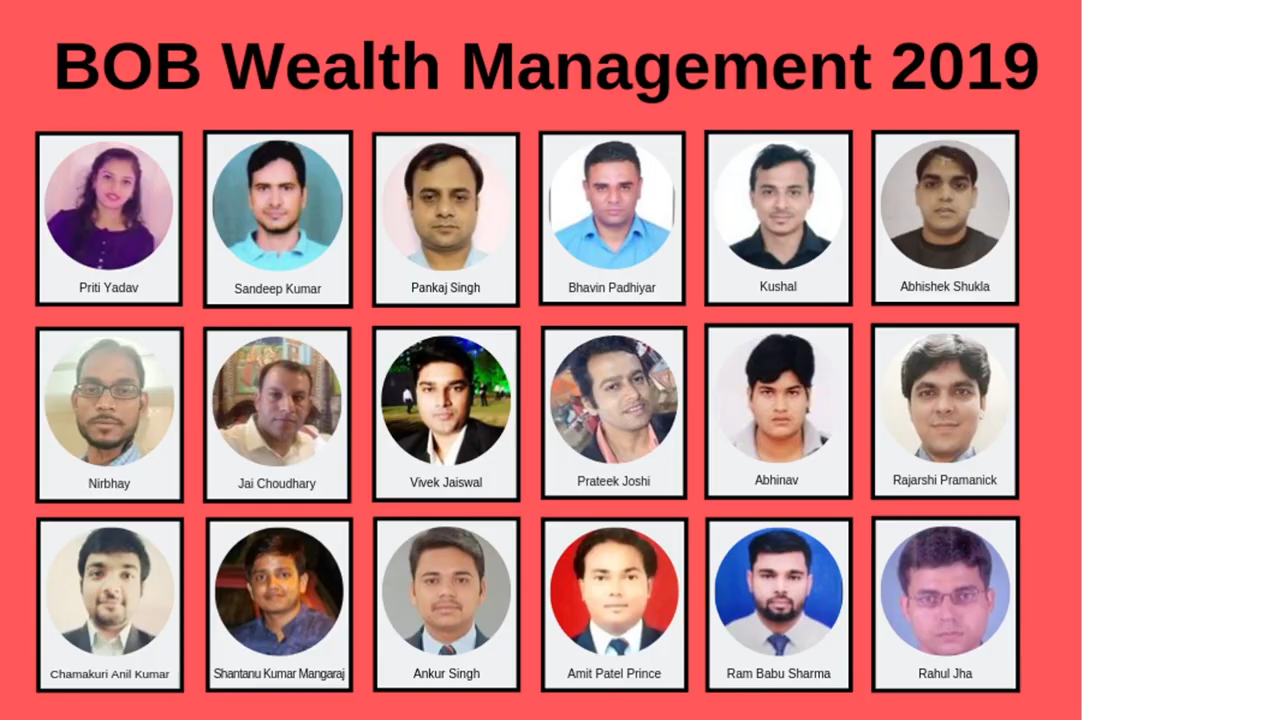 BOB Wealth Management 2019
Priti Yadav
Sandeep Kumar
Pankaj Singh
Bhavin Padhiyar
Kushal
Abhishek Shukla
Nirbhay
Jai Choudhary
Vivek Jaiswal
Prateek Joshi
Abhinav
Rajarshi Pramanick
Chamakuri Anil Kumar
Shantanu Kumar Mangaraj
Ankur Singh
Amit Patel Prince
Ram Babu Sharma
Rahul Jha